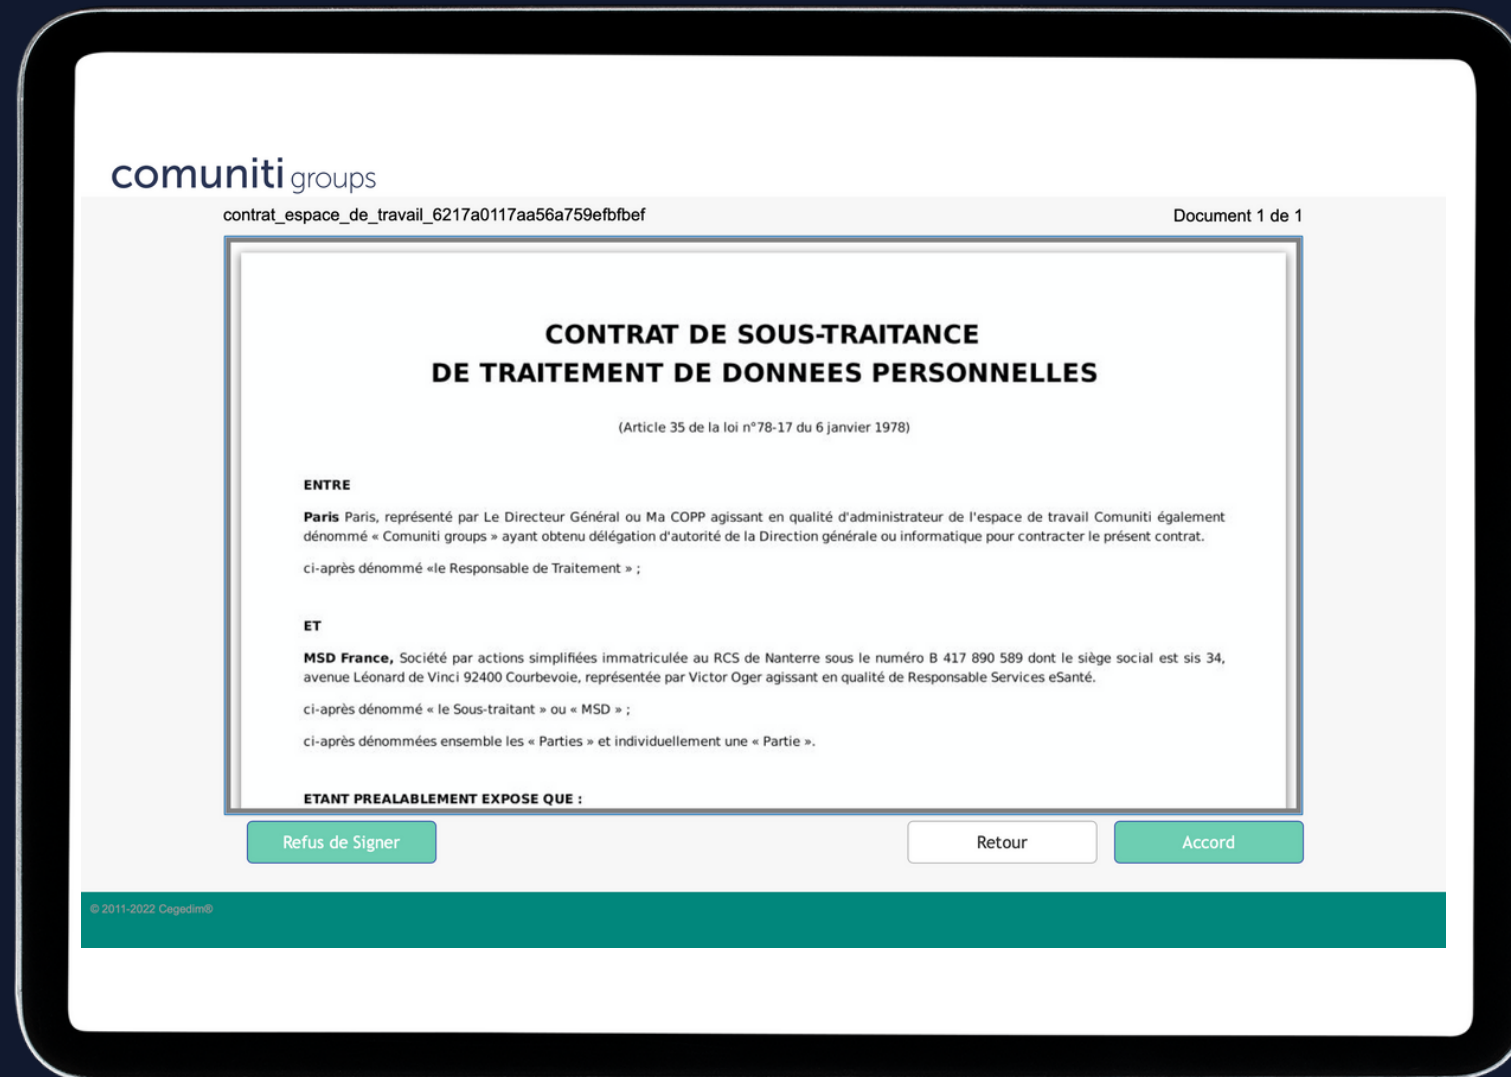 comuniti groups
contrat_espace_de_travail_6217a0117aa56a759efbfbef
Document 1 de 1
CONTRAT DE SOUS-TRAITANCE
DE TRAITEMENT DE DONNEES PERSONNELLES
(Article 35 de la loi n°78-17 du 6 janvier 1978)
ENTRE
Paris Paris, représenté par Le Directeur Général ou Ma COPP agissant en qualité d'administrateur de l'espace de travail Comuniti également
dénommé « Comuniti groups » ayant obtenu délégation d'autorité de la Direction générale ou informatique pour contracter le présent contrat.
ci-après dénommé «le Responsable de Traitement » ;
ET
MSD France, Société par actions simplifiées immatriculée au RCS de Nanterre sous le numéro B 417 890 589 dont le siège social est sis 34,
avenue Léonard de Vinci 92400 Courbevoie, représentée par Victor Oger agissant en qualité de Responsable Services eSanté.
ci-après dénommé « le Sous-traitant » ou « MSD » ;
ci-après dénommées ensemble les « Parties » et individuellement une « Partie ».
ETANT PREALABLEMENT EXPOSE QUE :
Refus de Signer
Retour
Accord
© 2011-2022 Cegedim®